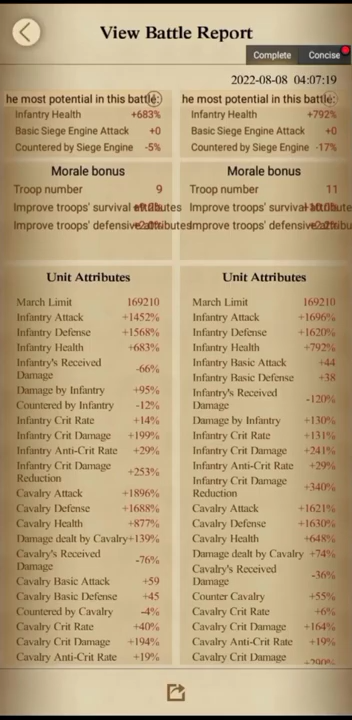 View Battle Report
Complete
Concise
2022-08-08 04:07:19
he most potential in this battle:
Infantry Health +683%
Basic Siege Engine Attack +0
Countered by Siege Engine -5%
Morale bonus
Troop number 9
Improve troops' survival attributes
Improve troops' defensive attributes
Unit Attributes
March Limit 169210
Infantry Attack +1452%
Infantry Defense +1568%
Infantry Health +683%
Infantry's Received
Damage -66%
Damage by Infantry +95%
Countered by Infantry -12%
Infantry Crit Rate +14%
Infantry Crit Damage +199%
Infantry Anti-Crit Rate +29%
Infantry Crit Damage
Reduction +253%
Cavalry Attack +1896%
Cavalry Defense +1688%
Cavalry Health +877%
Damage dealt by Cavalry +139%
Cavalry's Received
Damage -76%
Cavalry Basic Attack +59
Cavalry Basic Defense +45
Countered by Cavalry -4%
Cavalry Crit Rate +40%
Cavalry Crit Damage +194%
Cavalry Anti-Crit Rate +19%
he most potential in this battle:
Infantry Health +792%
Basic Siege Engine Attack +0
Countered by Siege Engine -17%
Morale bonus
Troop number 11
Improve troops' survival attributes
Improve troops' defensive attributes
Unit Attributes
March Limit 169210
Infantry Attack +1696%
Infantry Defense +1620%
Infantry Health +792%
Infantry Basic Attack +44
Infantry Basic Defense +38
Infantry's Received
Damage -120%
Damage by Infantry +130%
Infantry Crit Rate +131%
Infantry Crit Damage +241%
Infantry Anti-Crit Rate +29%
Infantry Crit Damage
Reduction +340%
Cavalry Attack +1621%
Cavalry Defense +1630%
Cavalry Health +648%
Damage dealt by Cavalry +74%
Cavalry's Received
Damage -36%
Counter Cavalry +55%
Cavalry Crit Rate +6%
Cavalry Crit Damage +164%
Cavalry Anti-Crit Rate +19%
Cavalry Crit Damage +290%